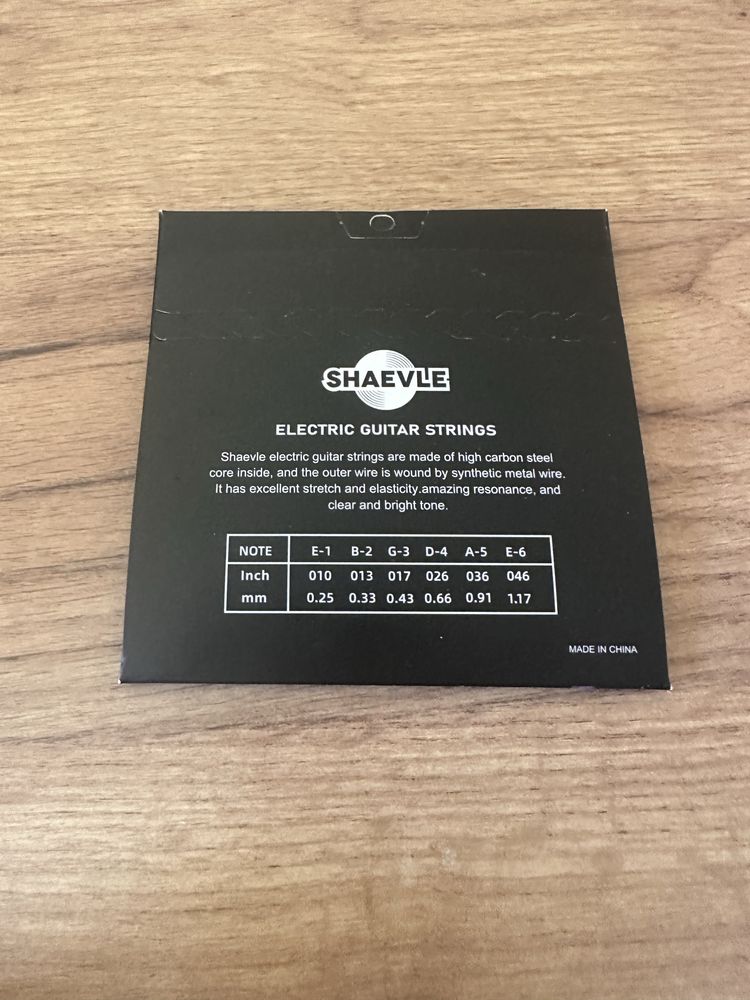 SHAEVLE
ELECTRIC GUITAR STRINGS
Shaevle electric guitar strings are made of high carbon steel
core inside, and the outer wire is wound by synthetic metal wire.
It has excellent stretch and elasticity.amazing resonance, and
clear and bright tone.
NOTE E-1 B-2 G-3 D-4 A-5 E-6
Inch 010 013 017 026 036 046
mm 0.25 0.33 0.43 0.66 0.91 1.17
MADE IN CHINA